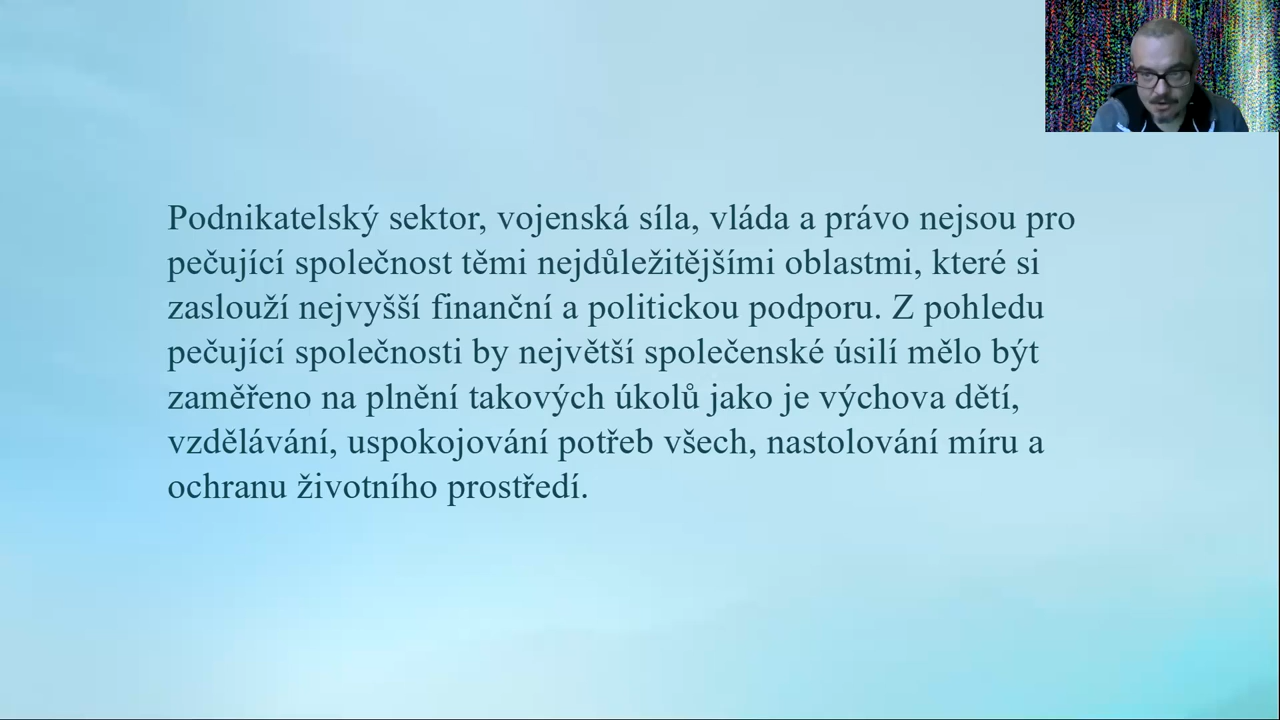 Podnikatelský sektor, vojenská síla, vláda a právo nejsou pro
pečující společnost těmi nejdůležitějšími oblastmi, které si
zaslouží nejvyšší finanční a politickou podporu. Z pohledu
pečující společnosti by největší společenské úsilí mělo být
zaměřeno na plnění takových úkolů jako je výchova dětí,
vzdělávání, uspokojování potřeb všech, nastolování míru a
ochranu životního prostředí.